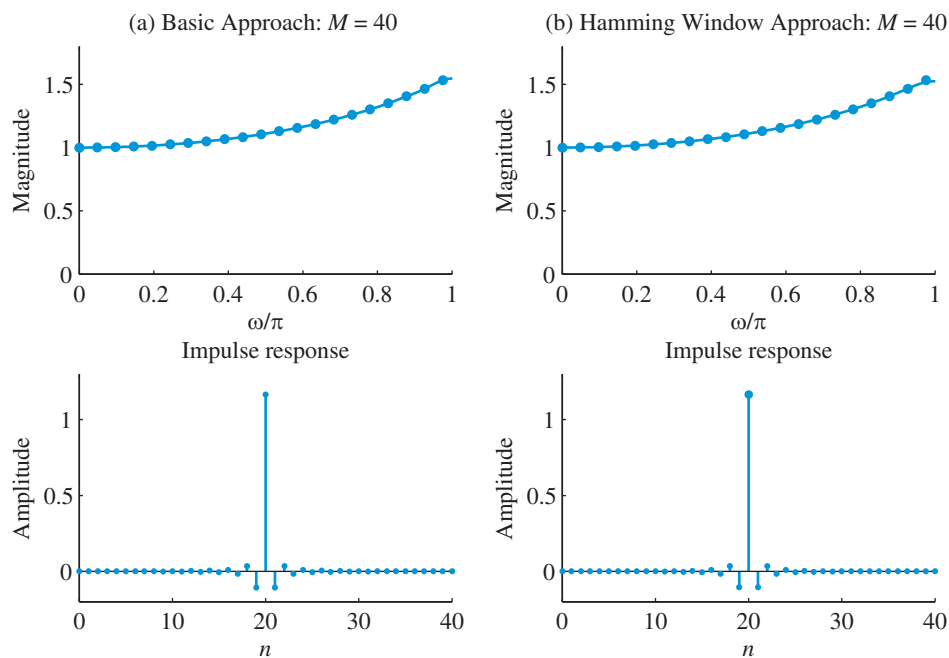 (a) Basic Approach: M = 40
1.5
1
0.5
0
Magnitude
0 0.2 0.4 0.6 0.8 1
ω/π
Impulse response
1
0.5
0
Amplitude
0 10 20 30 40
n
(b) Hamming Window Approach: M = 40
1.5
1
0.5
0
Magnitude
0 0.2 0.4 0.6 0.8 1
ω/π
Impulse response
1
0.5
0
Amplitude
0 10 20 30 40
n